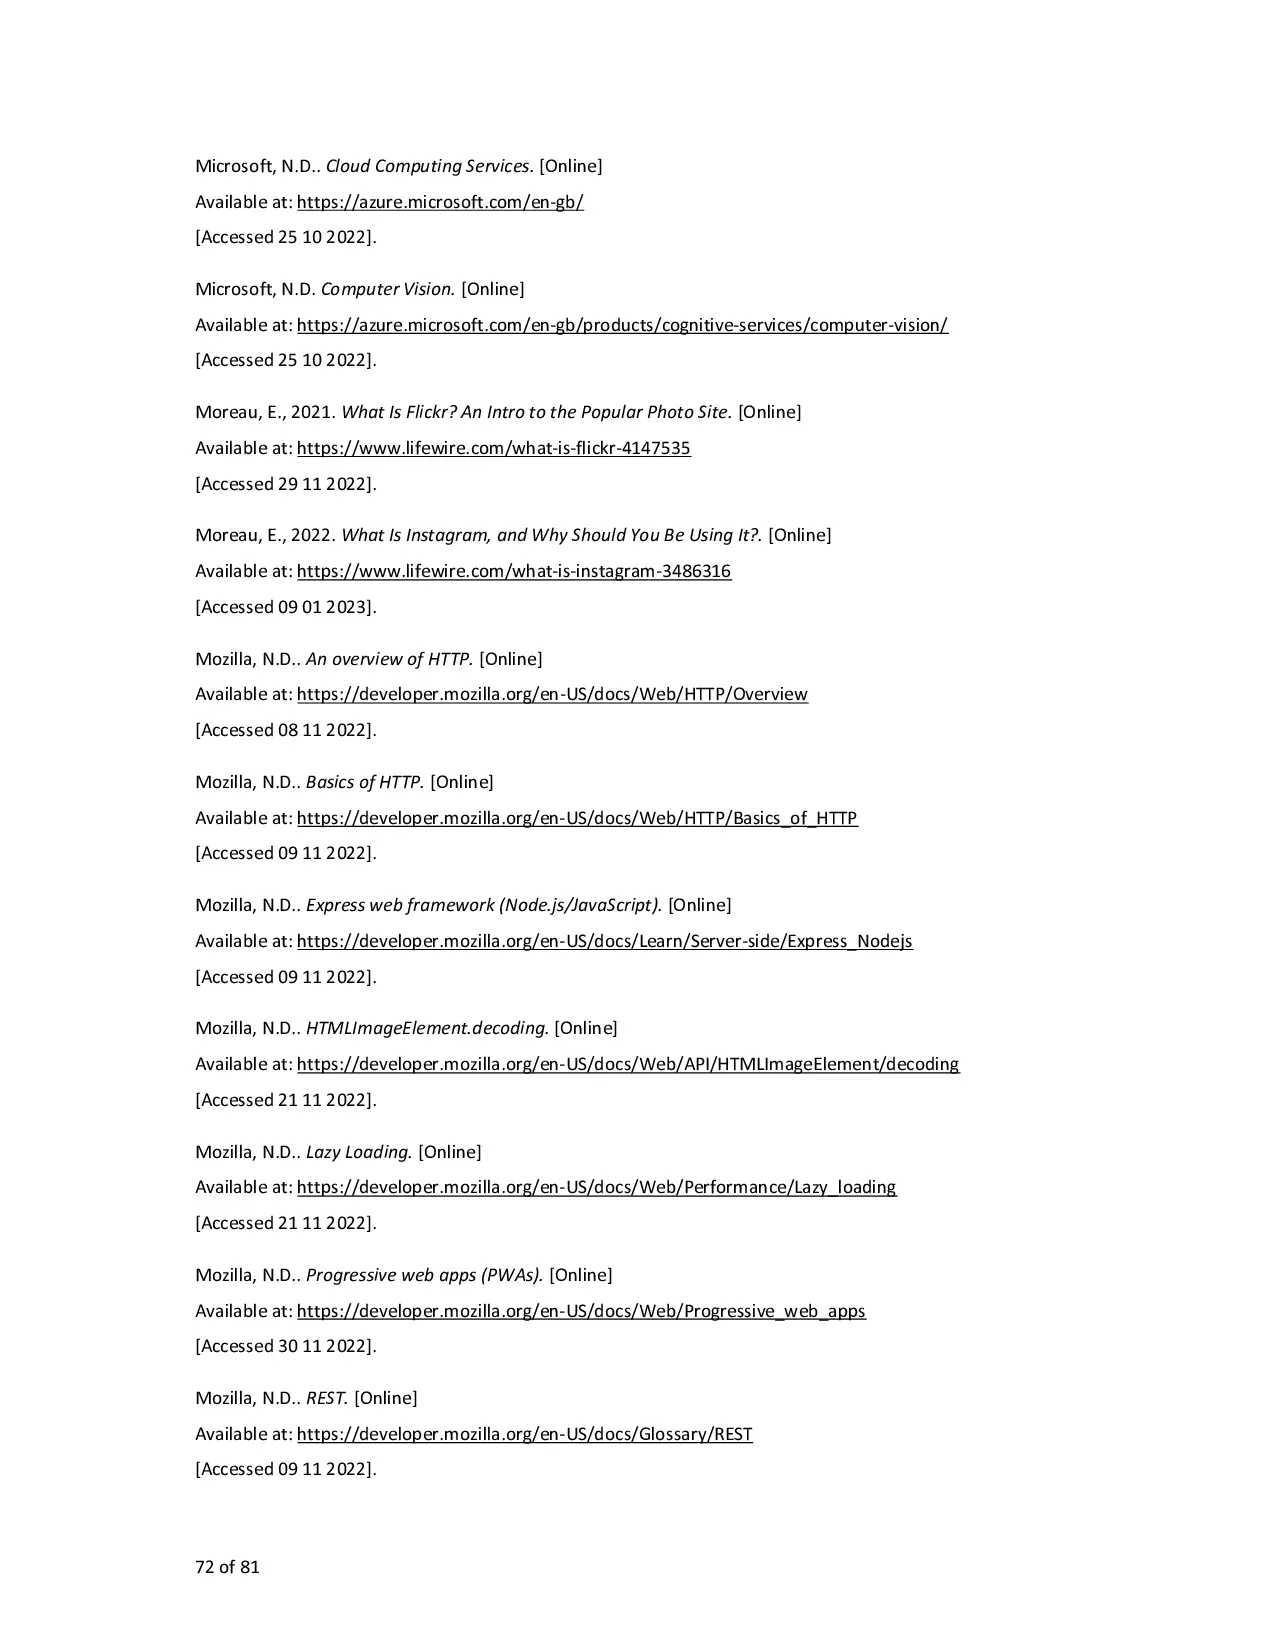 Microsoft, N.D.. Cloud Computing Services. [Online]
Available at: https://azure.microsoft.com/en-gb/
[Accessed 25 10 2022].
Microsoft, N.D. Computer Vision. [Online]
Available at: https://azure.microsoft.com/en-gb/products/cognitive-services/computer-vision/
[Accessed 25 10 2022].
Moreau, E., 2021. What Is Flickr? An Intro to the Popular Photo Site. [Online]
Available at: https://www.lifewire.com/what-is-flickr-4147535
[Accessed 29 11 2022].
Moreau, E., 2022. What Is Instagram, and Why Should You Be Using It?. [Online]
Available at: https://www.lifewire.com/what-is-instagram-3486316
[Accessed 09 01 2023].
Mozilla, N.D.. An overview of HTTP. [Online]
Available at: https://developer.mozilla.org/en-US/docs/Web/HTTP/Overview
[Accessed 08 11 2022].
Mozilla, N.D.. Basics of HTTP. [Online]
Available at: https://developer.mozilla.org/en-US/docs/Web/HTTP/Basics_of_HTTP
[Accessed 09 11 2022].
Mozilla, N.D.. Express web framework (Node.js/JavaScript). [Online]
Available at: https://developer.mozilla.org/en-US/docs/Learn/Server-side/Express_Nodejs
[Accessed 09 11 2022].
Mozilla, N.D.. HTMLImageElement.decoding. [Online]
Available at: https://developer.mozilla.org/en-US/docs/Web/API/HTMLImageElement/decoding
[Accessed 21 11 2022].
Mozilla, N.D.. Lazy Loading. [Online]
Available at: https://developer.mozilla.org/en-US/docs/Web/Performance/Lazy_loading
[Accessed 21 11 2022].
Mozilla, N.D.. Progressive web apps (PWAs). [Online]
Available at: https://developer.mozilla.org/en-US/docs/Web/Progressive_web_apps
[Accessed 30 11 2022].
Mozilla, N.D.. REST. [Online]
Available at: https://developer.mozilla.org/en-US/docs/Glossary/REST
[Accessed 09 11 2022].
72 of 81